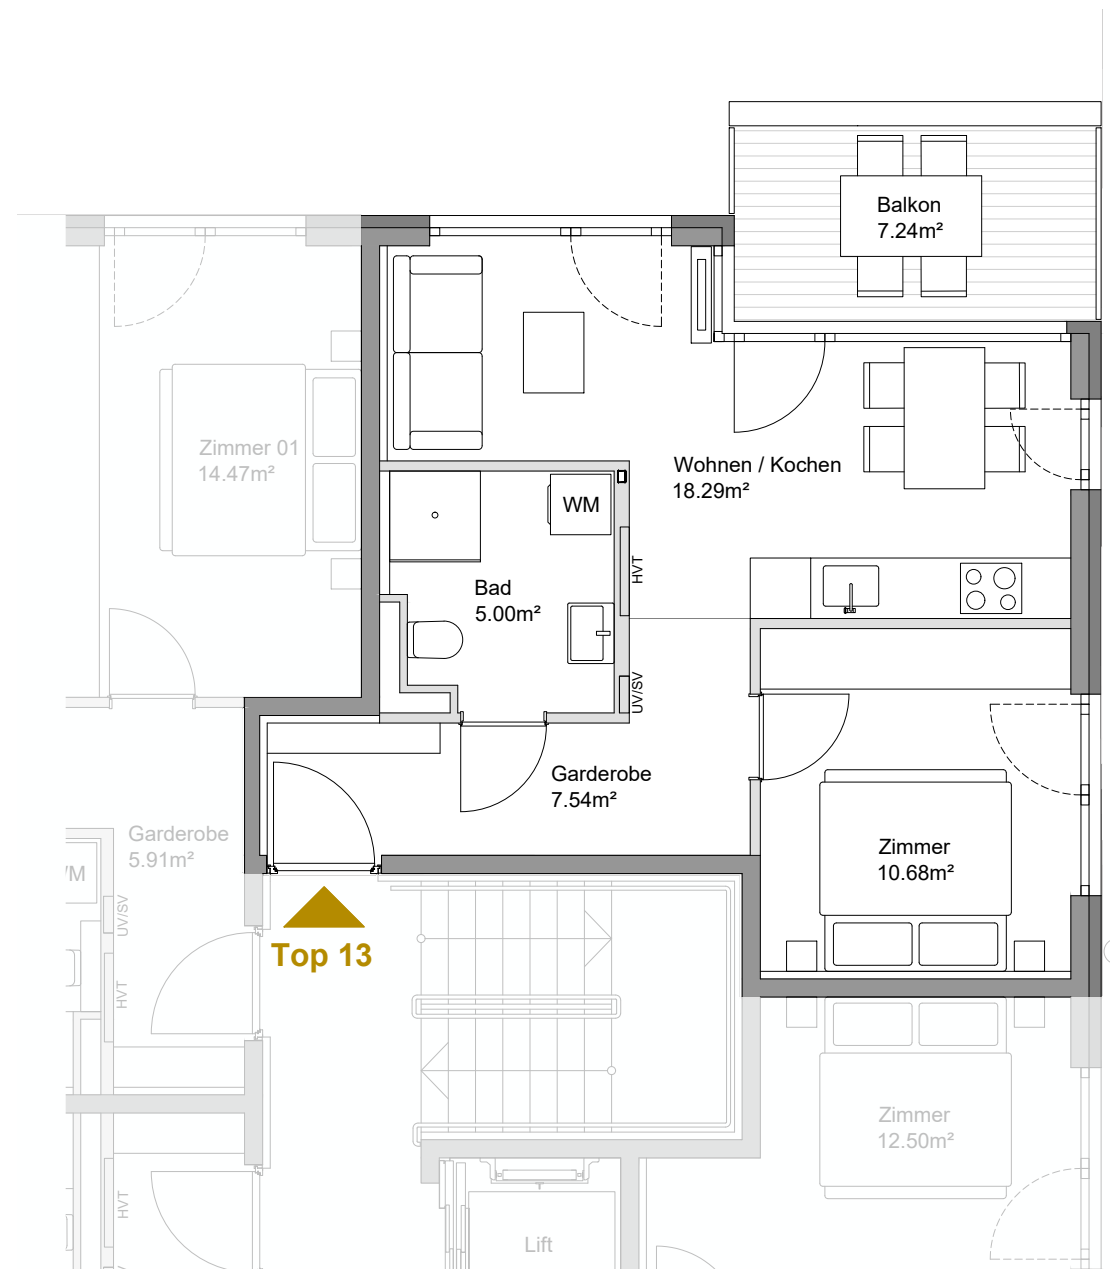 Balkon
7.24m²
Zimmer 01
14.47m²
Wohnen / Kochen
18.29m²
WM
HVT
Bad
5.00m²
UV/SV
Garderobe
7.54m²
Garderobe
5.91m²
Zimmer
10.68m²
WM
UV/SV
Top 13
HVT
Zimmer
12.50m²
HVT
Lift